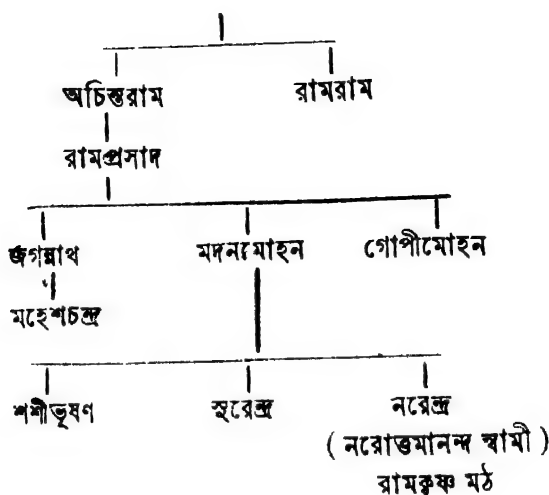 অচিন্তরাম রামরাম
রামপ্রসাদ
জগন্নাথ মদনমোহন গোপীমোহন
মহেশচন্দ্র
শশীভূষণ সুরেন্দ্র নরেন্দ্র
( নরোত্তমানন্দ স্বামী )
রামকৃষ্ণ মঠ